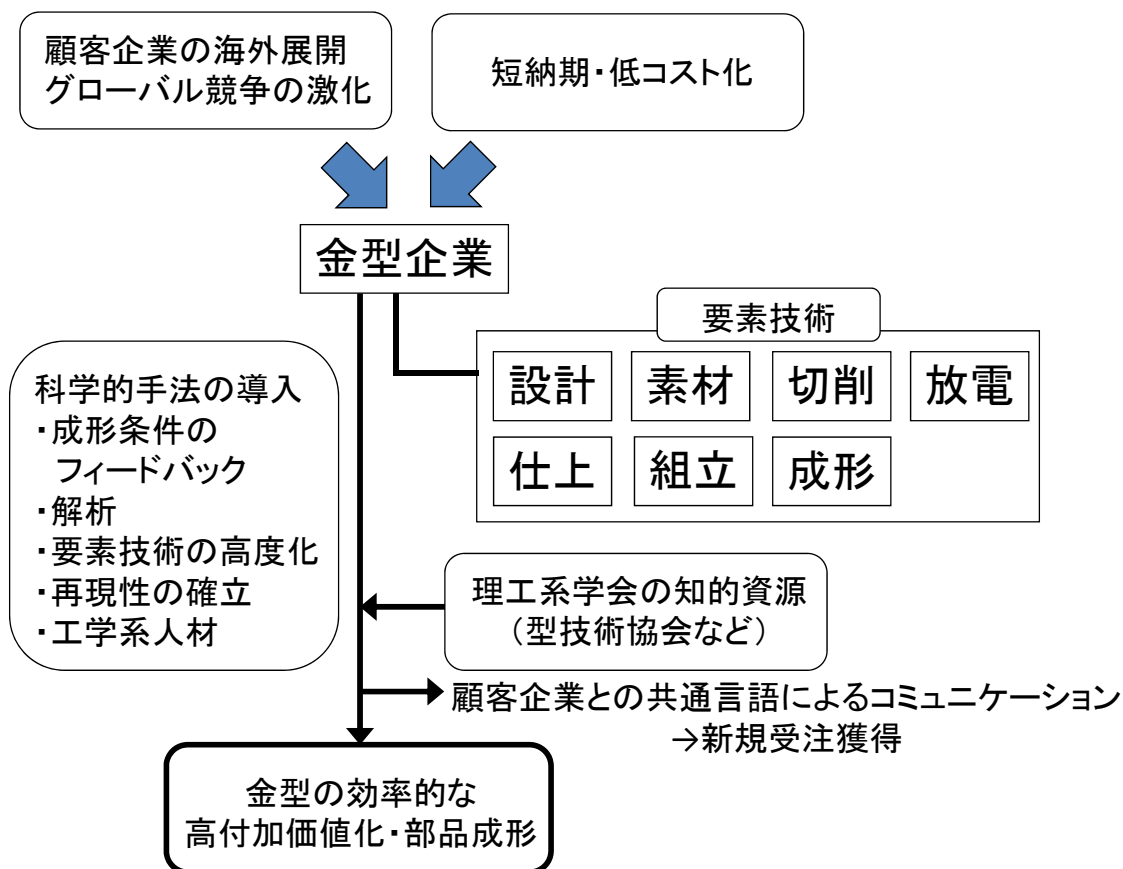 顧客企業の海外展開
グローバル競争の激化
短納期・低コスト化
金型企業
要素技術
設計 素材 切削 放電
仕上 組立 成形
科学的手法の導入
・成形条件の
フィードバック
・解析
・要素技術の高度化
・再現性の確立
・工学系人材
理工系学会の知的資源
（型技術協会など）
顧客企業との共通言語によるコミュニケーション
→新規受注獲得
金型の効率的な
高付加価値化・部品成形